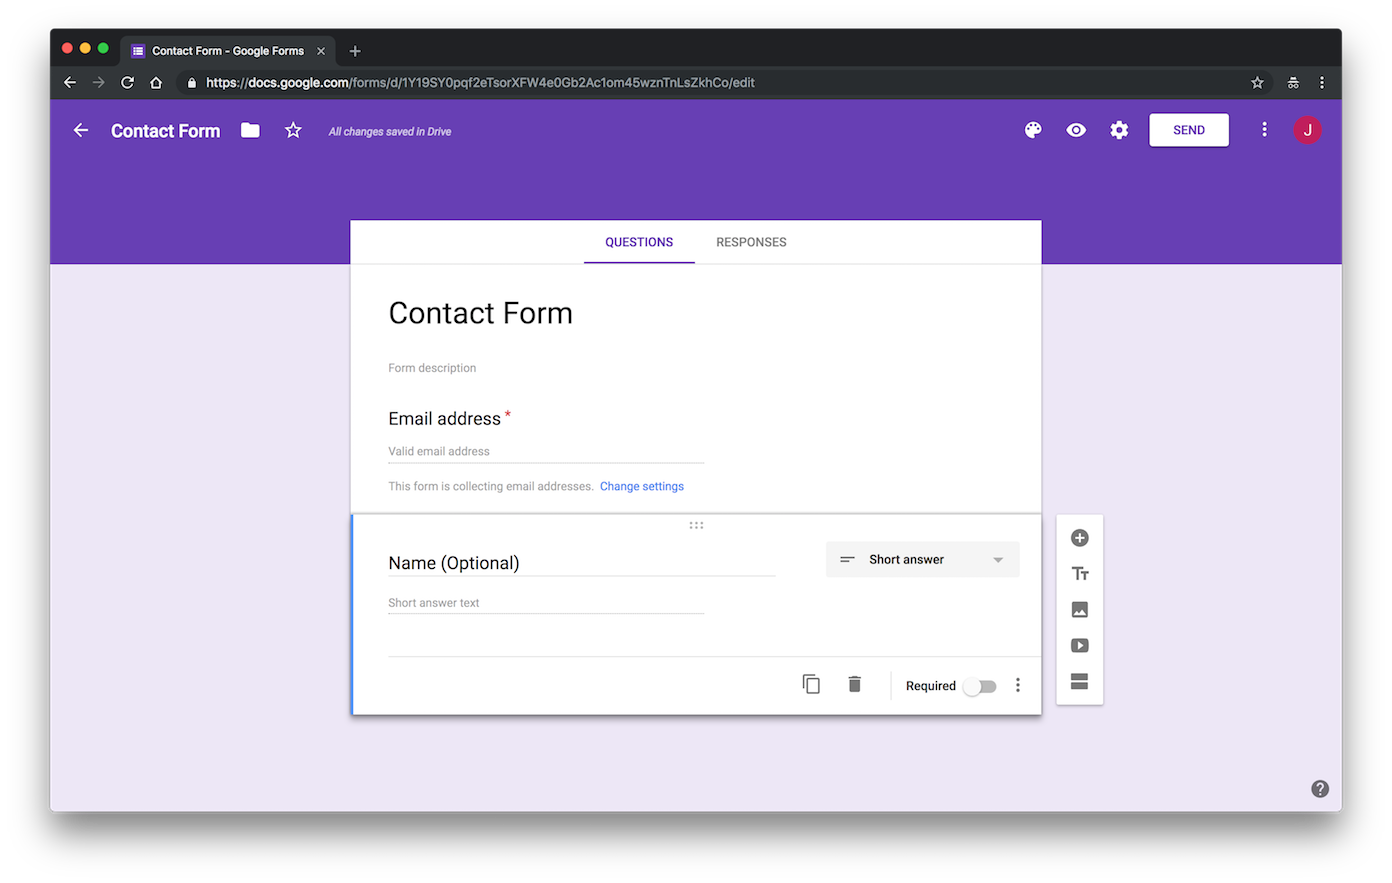 Contact Form - Google Forms
https://docs.google.com/forms/d/1Y19SY0pqf2eTsorXFW4e0Gb2Ac1om45wznTnLsZkhCo/edit
Contact Form
All changes saved in Drive
SEND
J
QUESTIONS
RESPONSES
Contact Form
Form description
Email address *
Valid email address
This form is collecting email addresses. Change settings
Name (Optional)
Short answer
Tт
Short answer text
Required